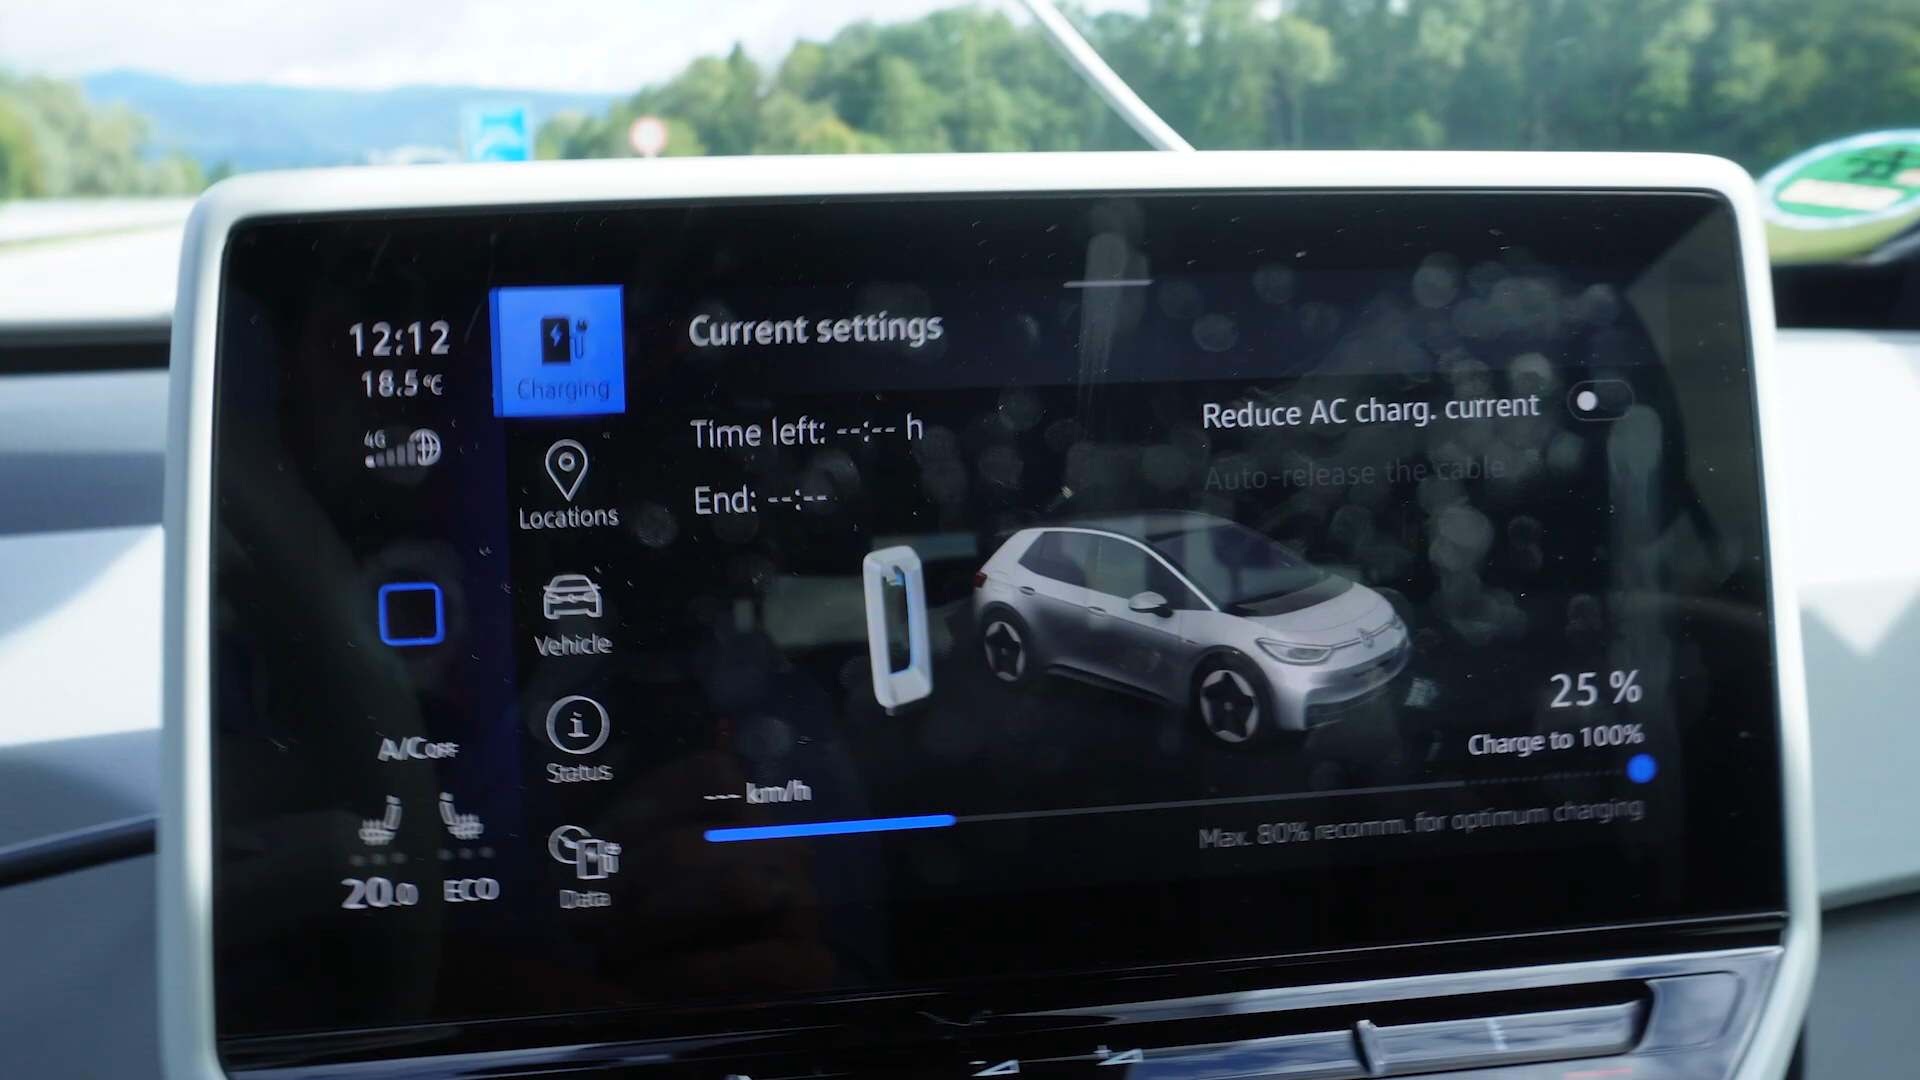 12:12
18.5°C
4G
A/C OFF
20.0
ECO
Charging
Locations
Vehicle
Status
Data
Current settings
Time left: --:-- h
End: --:--
Reduce AC charg. current
Auto-release the cable
25 %
Charge to 100%
--- km/h
Max. 80% recomm. for optimum charging